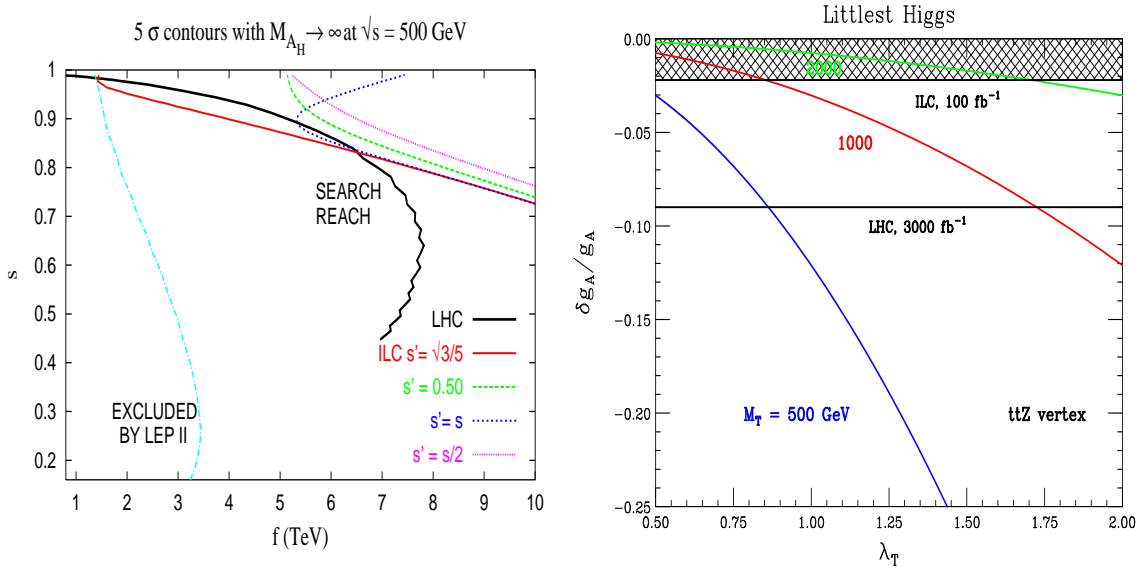 5 σ contours with M_{A_H} → ∞ at √s = 500 GeV
1
0.9
0.8
0.7
0.6
0.5
0.4
0.3
0.2
s
SEARCH
REACH
LHC
ILC s' = √3/5
s' = 0.50
s' = s
s' = s/2
EXCLUDED
BY LEP II
1 2 3 4 5 6 7 8 9 10
f (TeV)
Littlest Higgs
0.00
−0.05
−0.10
−0.15
−0.20
−0.25
δg_A/g_A
2000
ILC, 100 fb⁻¹
1000
LHC, 3000 fb⁻¹
M_T = 500 GeV
ttZ vertex
0.50 0.75 1.00 1.25 1.50 1.75 2.00
λ_T